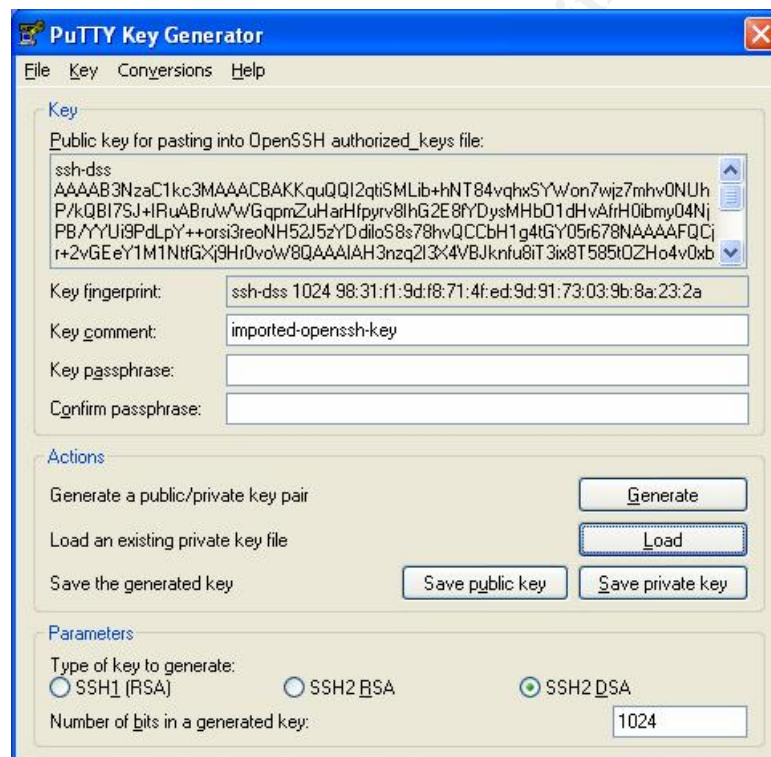 PuTTY Key Generator
File Key Conversions Help
Key
Public key for pasting into OpenSSH authorized_keys file:
ssh-dss
AAAAB3NzaC1kc3MAAACBAKKquQQI2qtiSMLib+hNT84vqhxSYWon7wjz7mhv0NUh
P/kQBI7SJ+IRuABruWWGqpmZuHarHfpyrv8IhG2E8fYDysMHbO1dHvAfrH0ibmy04Nj
PB/YYUi9PdLpY++orsi3reoNH52J5zYDdiloS8s78hvQCCbH1g4tGY05r678NAAAAFQCj
r+2vGEeY1M1NtfGXj9Hr0voW8QAAAIAH3nzq2I3X4VBJknfu8iT3ix8T585tOZHo4v0xb
Key fingerprint: ssh-dss 1024 98:31:f1:9d:f8:71:4f:ed:9d:91:73:03:9b:8a:23:2a
Key comment: imported-openssh-key
Key passphrase:
Confirm passphrase:
Actions
Generate a public/private key pair Generate
Load an existing private key file Load
Save the generated key Save public key Save private key
Parameters
Type of key to generate:
SSH1 (RSA) SSH2 RSA SSH2 DSA
Number of bits in a generated key: 1024